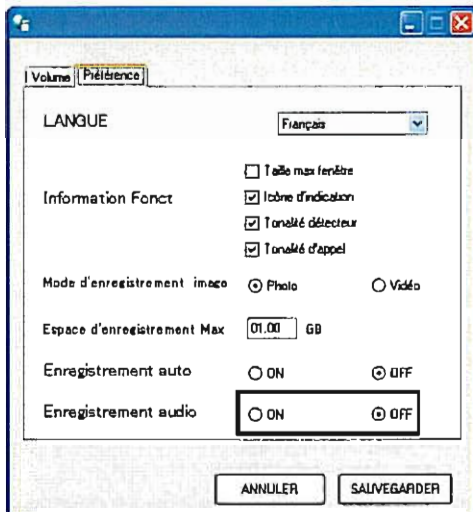 Volume Préférence
LANGUE Français
Taille max fenêtre
Information Fonct Icône d'indication
Tonalité détecteur
Tonalité d'appel
Mode d'enregistrement image Photo Vidéo
Espace d'enregistrement Max 01.00 GB
Enregistrement auto ON OFF
Enregistrement audio ON OFF
ANNULER SAUVEGARDER